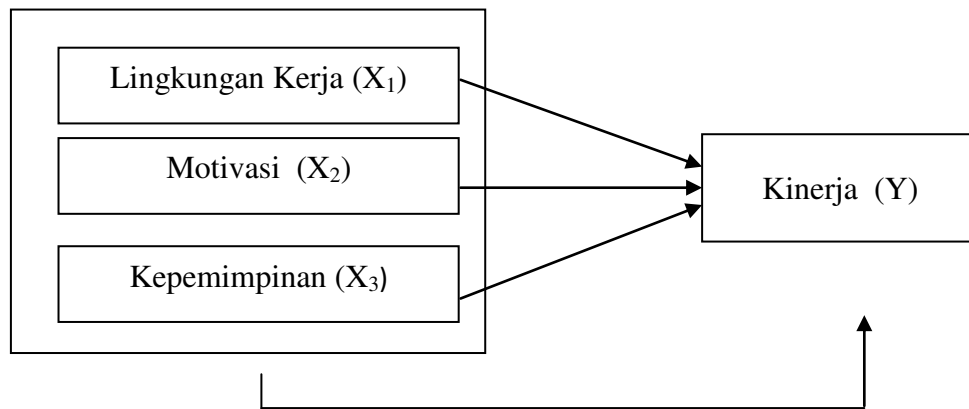 Lingkungan Kerja (X₁)
Motivasi (X₂)
Kepemimpinan (X₃)
Kinerja (Y)